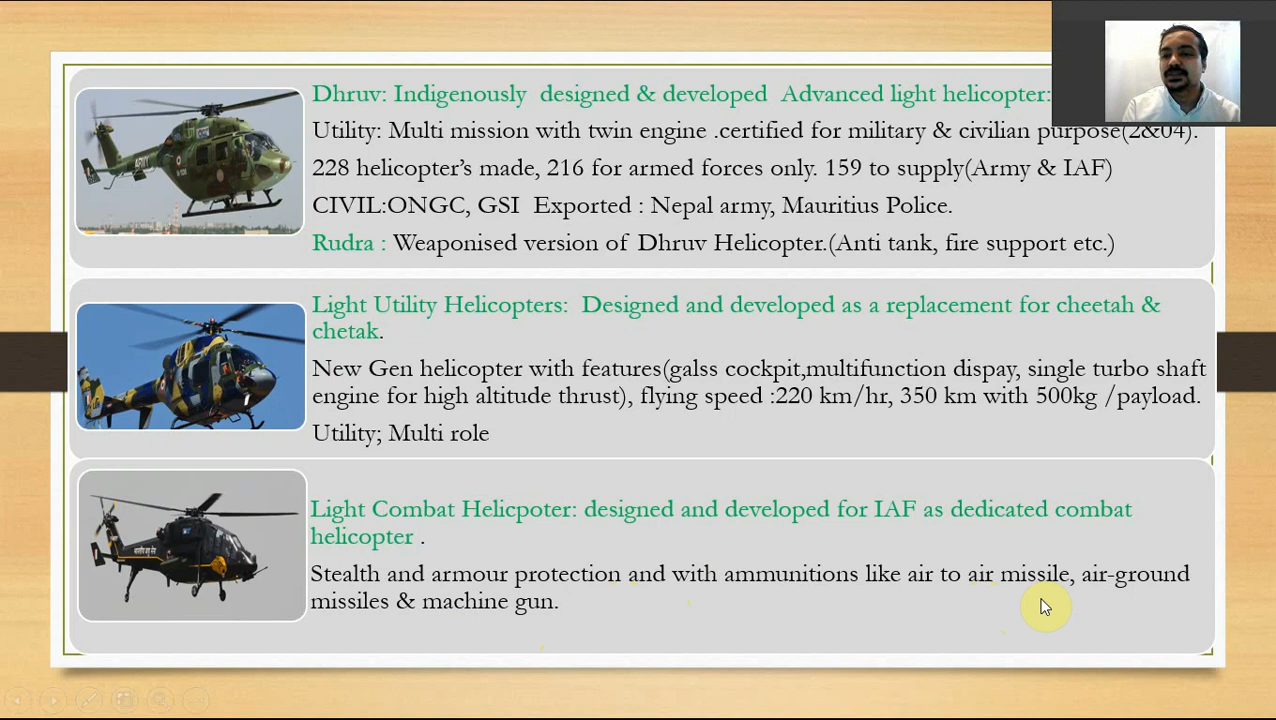 Dhruv: Indigenously designed & developed Advanced light helicopter:
Utility: Multi mission with twin engine .certified for military & civilian purpose(2&04).
228 helicopter’s made, 216 for armed forces only. 159 to supply(Army & IAF)
CIVIL:ONGC, GSI Exported : Nepal army, Mauritius Police.
Rudra : Weaponised version of Dhruv Helicopter.(Anti tank, fire support etc.)
Light Utility Helicopters: Designed and developed as a replacement for cheetah &
chetak.
New Gen helicopter with features(galss cockpit,multifunction dispay, single turbo shaft
engine for high altitude thrust), flying speed :220 km/hr, 350 km with 500kg /payload.
Utility; Multi role
Light Combat Helicpoter: designed and developed for IAF as dedicated combat
helicopter .
Stealth and armour protection and with ammunitions like air to air missile, air-ground
missiles & machine gun.
ARMY
भारतीय वायु सेना